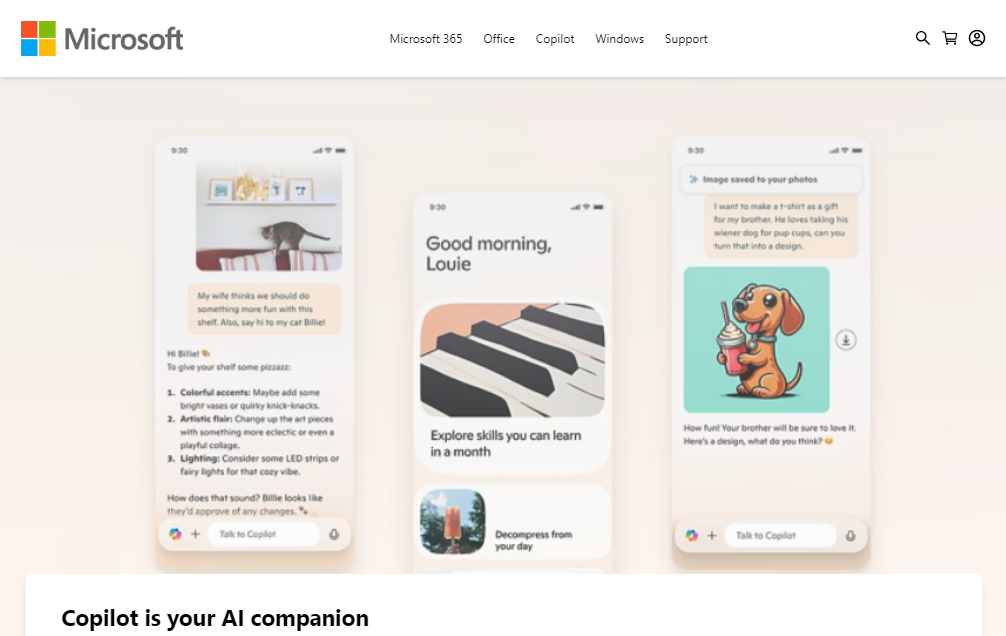 Microsoft
Microsoft 365 Office Copilot Windows Support
9:30
My wife thinks we should do
something more fun with this
shelf. Also, say hi to my cat Billie!
Hi Billie!
To give your shelf some pizzazz:
1. Colorful accents: Maybe add some
bright vases or quirky knick-knacks.
2. Artistic flair: Change up the art pieces
with something more eclectic or even a
playful collage.
3. Lighting: Consider some LED strips or
fairy lights for that cozy vibe.
How does that sound? Billie looks like
they'd approve of any changes.
Talk to Copilot
9:30
Good morning,
Louie
Explore skills you can learn
in a month
Decompress from
your day
9:30
Image saved to your photos
I want to make a t-shirt as a gift
for my brother. He loves taking his
wiener dog for pup cups, can you
turn that into a design.
How fun! Your brother will be sure to love it.
Here's a design, what do you think? 😊
Talk to Copilot
Copilot is your AI companion